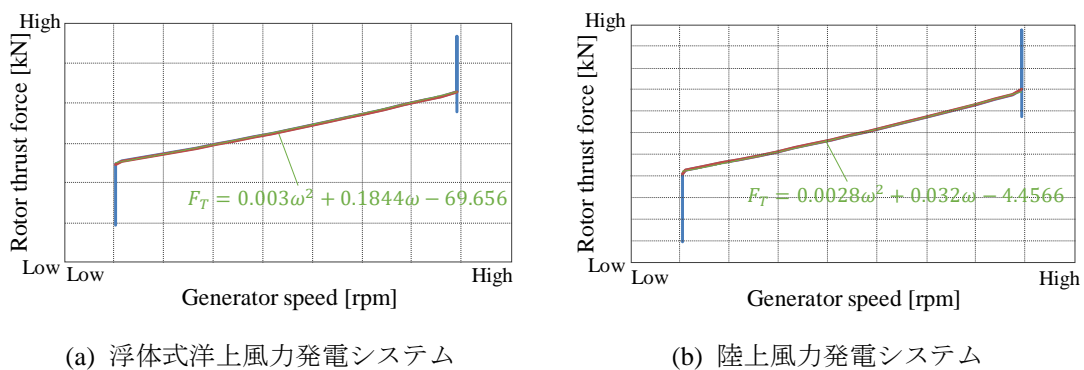 High
Rotor thrust force [kN]
F_T = 0.003ω² + 0.1844ω − 69.656
Low
Low
High
Generator speed [rpm]
(a) 浮体式洋上風力発電システム
High
Rotor thrust force [kN]
F_T = 0.0028ω² + 0.032ω − 4.4566
Low
Low
High
Generator speed [rpm]
(b) 陸上風力発電システム